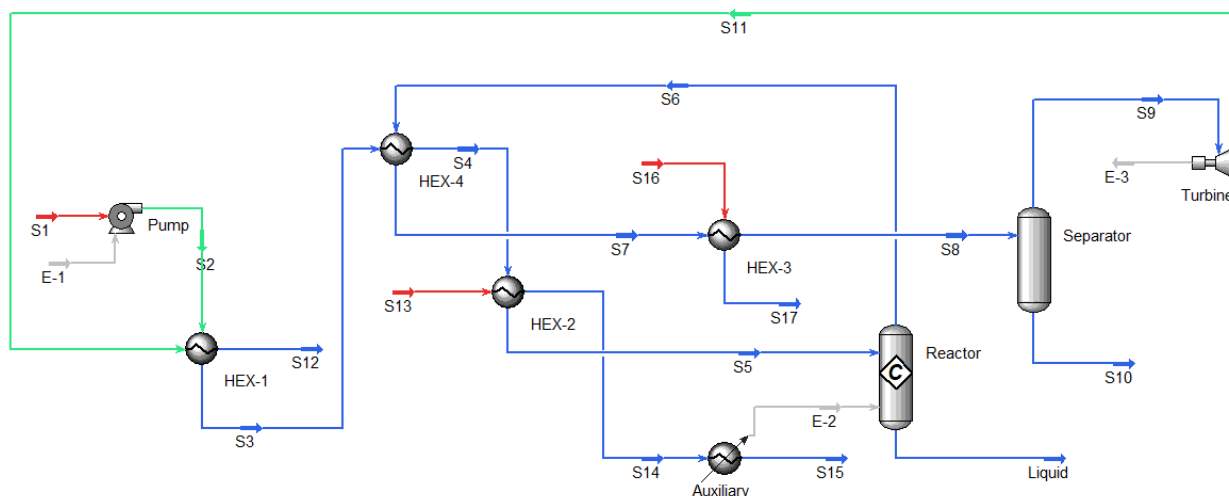 S11
S6
S9
S4
HEX-4
S16
E-3
Turbine
S1
Pump
E-1
S2
S7
HEX-3
S8
Separator
S13
HEX-2
S17
S12
HEX-1
S5
Reactor
C
S10
S3
E-2
S14
S15
Liquid
Auxiliary